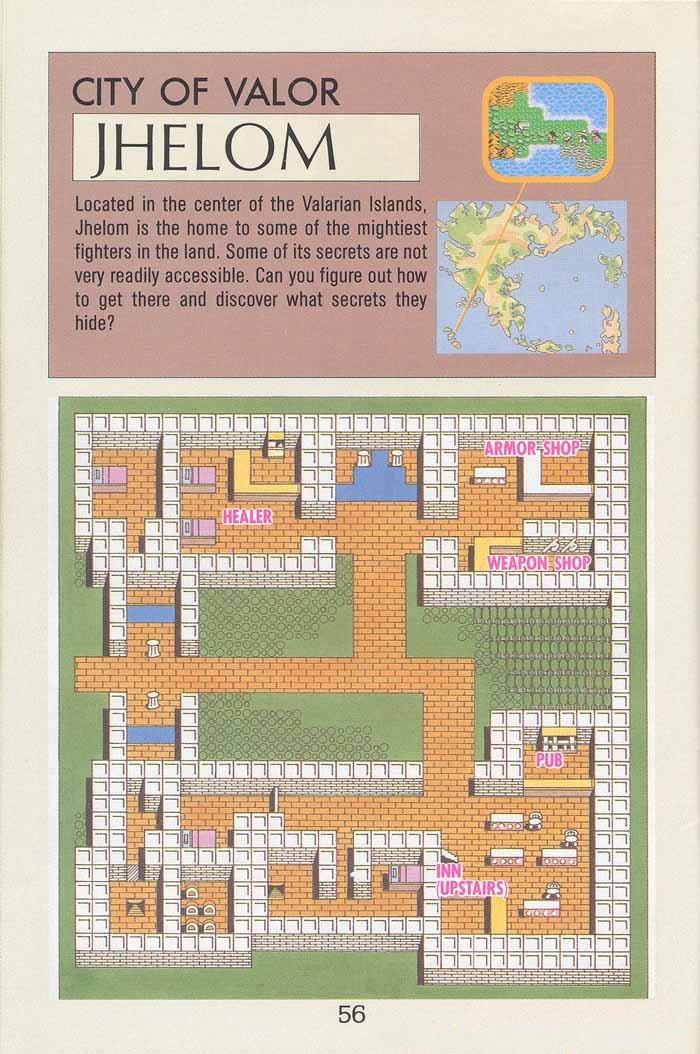 CITY OF VALOR
JHELOM
Located in the center of the Valarian Islands,
Jhelom is the home to some of the mightiest
fighters in the land. Some of its secrets are not
very readily accessible. Can you figure out how
to get there and discover what secrets they
hide?
ARMOR SHOP
HEALER
WEAPON SHOP
PUB
INN
(UPSTAIRS)
56